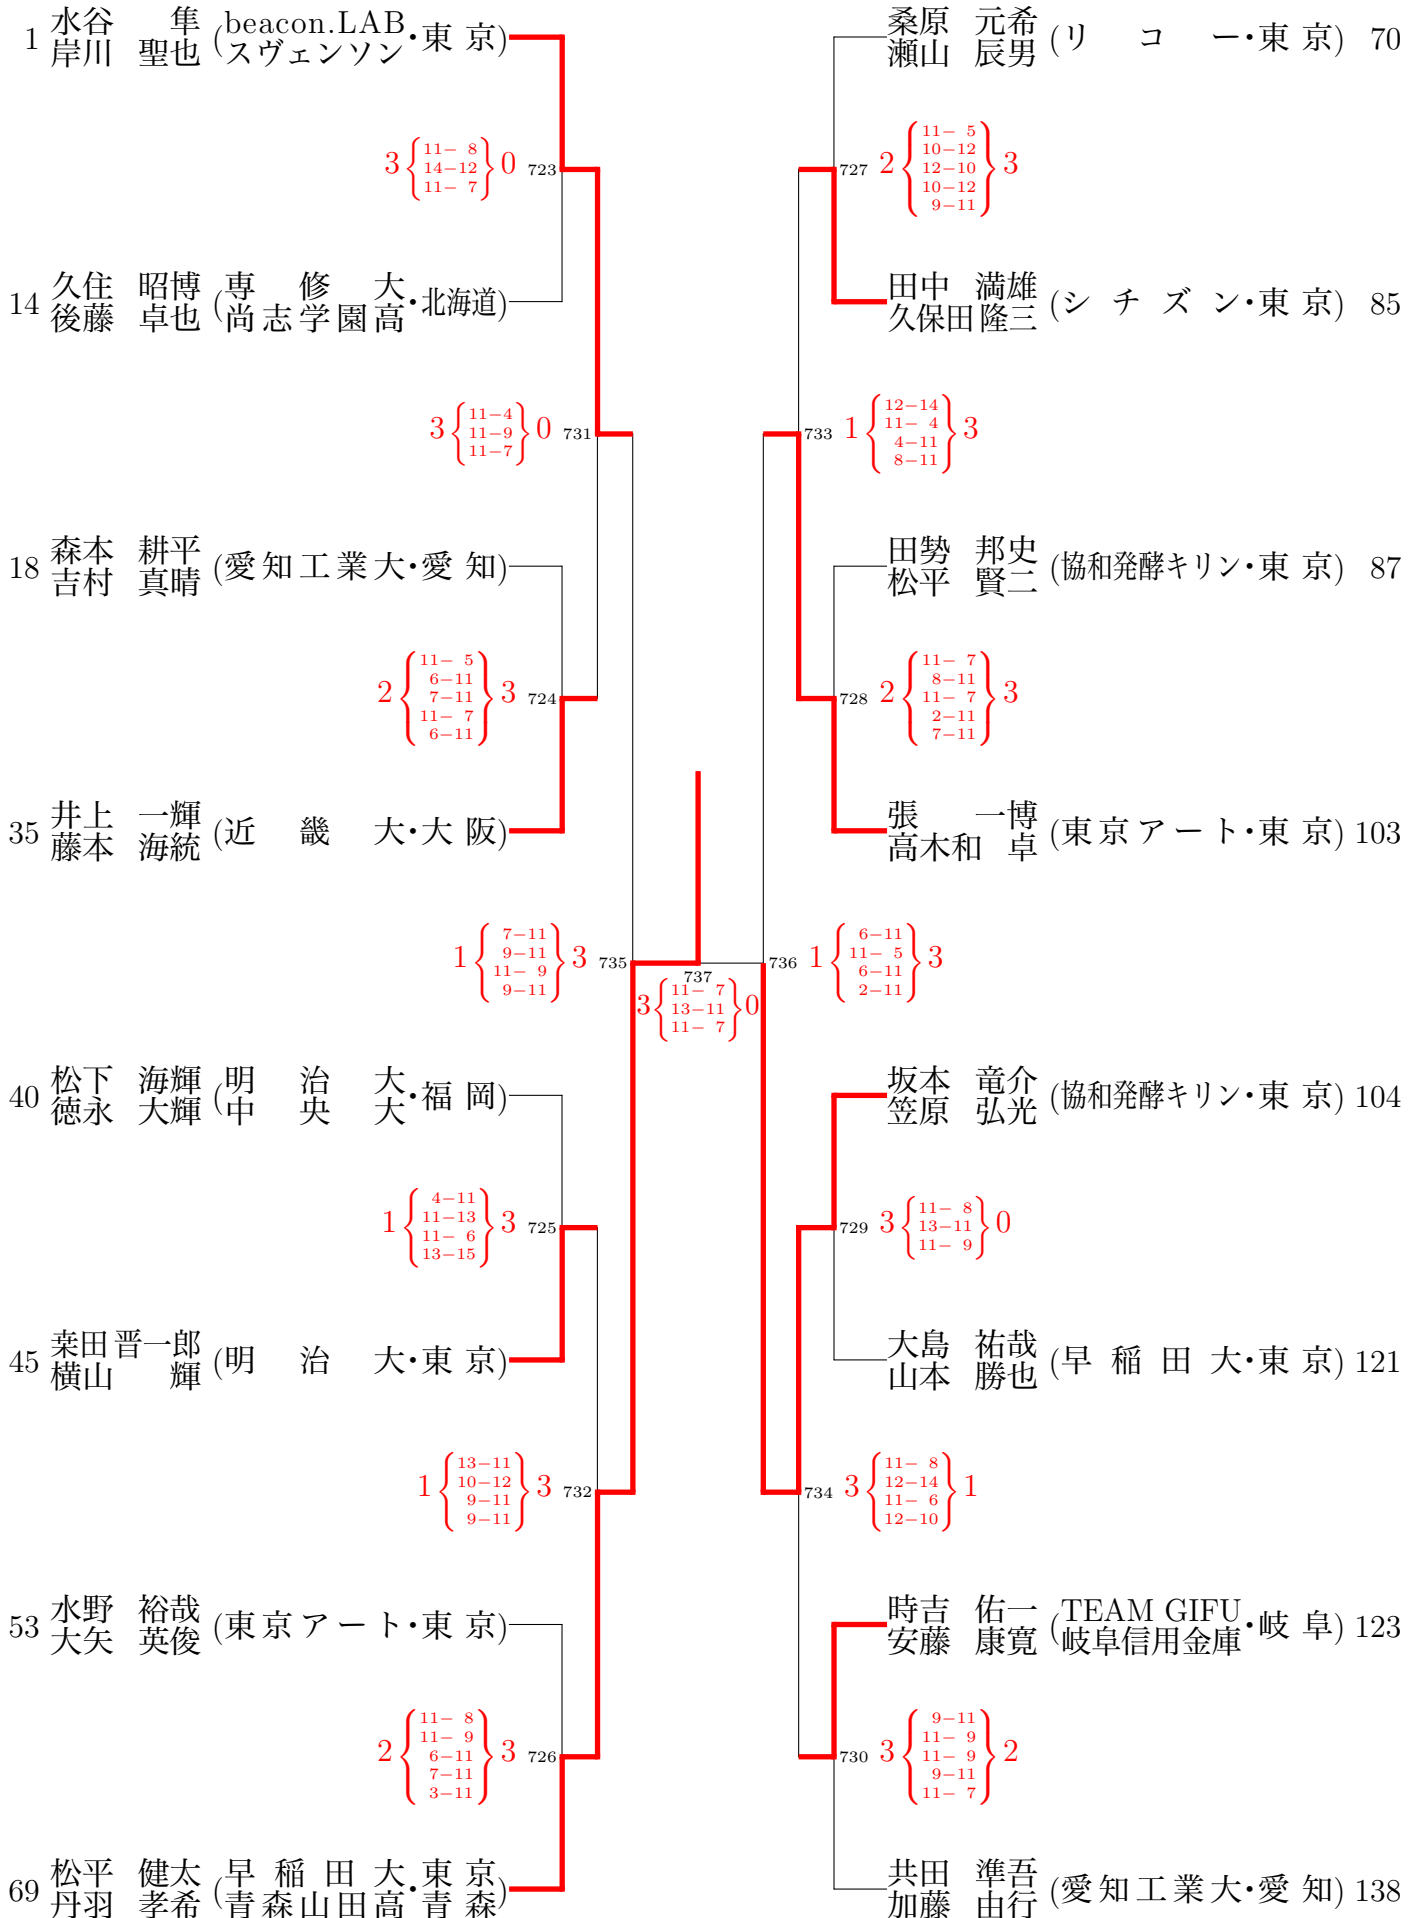 1 水谷 隼 (beacon.LAB・東京)
岸川 聖也 スヴェンソン
3 0 723
11- 8
14-12
11- 7
14 久住 昭博 (専修大・北海道)
後藤 卓也 尚志学園高
3 0 731
11-4
11-9
11-7
18 森本 耕平 (愛知工業大・愛知)
吉村 真晴
2 3 724
11- 5
6-11
7-11
11- 7
6-11
35 井上 一輝 (近畿大・大阪)
藤本 海統
1 3 735
7-11
9-11
11- 9
9-11
40 松下 海輝 (明治大・福岡)
徳永 大輝 中央大
1 3 725
4-11
11-13
11- 6
13-15
45 桒田晋一郎 (明治大・東京)
横山 輝
1 3 732
13-11
10-12
9-11
9-11
53 水野 裕哉 (東京アート・東京)
大矢 英俊
2 3 726
11- 8
11- 9
6-11
7-11
3-11
69 松平 健太 (早稲田大・東京)
丹羽 孝希 青森山田高・青森
737
3 0
11- 7
13-11
11- 7
桑原 元希 (リコー・東京) 70
瀬山 辰男
727 2 3
11- 5
10-12
12-10
10-12
9-11
田中 満雄 (シチズン・東京) 85
久保田隆三
733 1 3
12-14
11- 4
4-11
8-11
田㔟 邦史 (協和発酵キリン・東京) 87
松平 賢二
728 2 3
11- 7
8-11
11- 7
2-11
7-11
張 一博 (東京アート・東京) 103
高木和 卓
736 1 3
6-11
11- 5
6-11
2-11
坂本 竜介 (協和発酵キリン・東京) 104
笠原 弘光
729 3 0
11- 8
13-11
11- 9
大島 祐哉 (早稲田大・東京) 121
山本 勝也
734 3 1
11- 8
12-14
11- 6
12-10
時吉 佑一 (TEAM GIFU・岐阜) 123
安藤 康寛 岐阜信用金庫
730 3 2
9-11
11- 9
11- 9
9-11
11- 7
共田 準吾 (愛知工業大・愛知) 138
加藤 由行